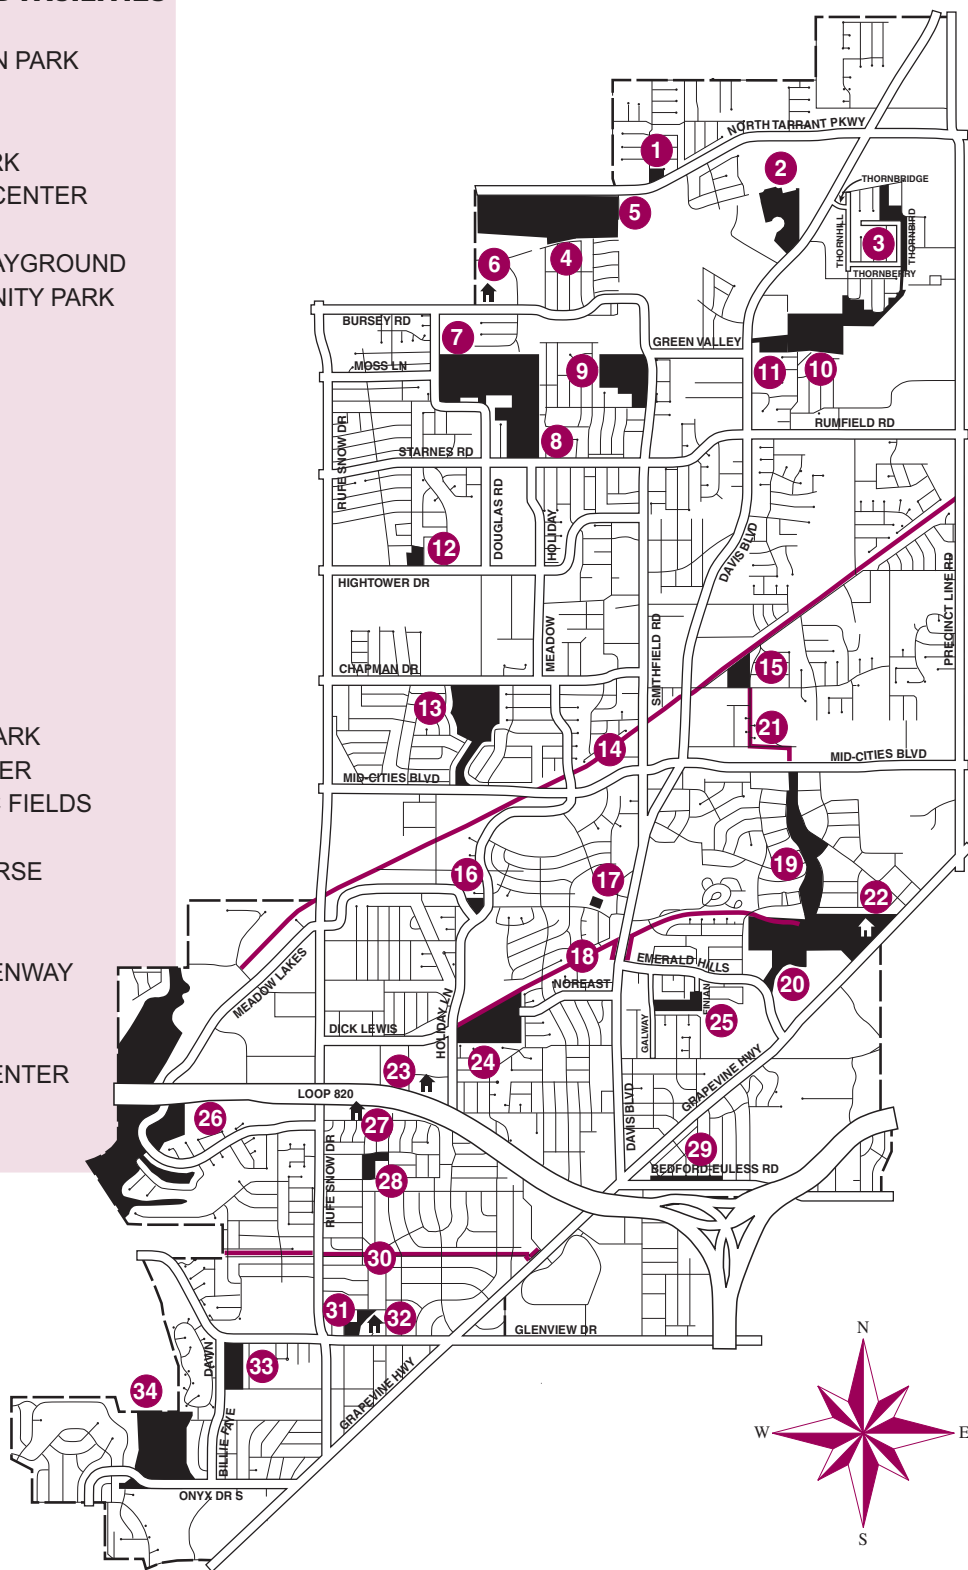 FACILITIES
N PARK
RK
CENTER
AYGROUND
NITY PARK
ARK
ER
FIELDS
RSE
ENWAY
ENTER
NORTH TARRANT PKWY
1
2
THORNBRIDGE
5
THORNHILL
3
THORNBIRD
4
6
THORNBERRY
BURSEY RD
7
GREEN VALLEY
MOSS LN
9
11
10
RUFE SNOW DR
RUMFIELD RD
8
STARNES RD
DOUGLAS RD
HOLIDAY
12
DAVIS BLVD
HIGHTOWER DR
PRECINCT LINE RD
MEADOW
SMITHFIELD RD
CHAPMAN DR
15
13
21
14
MID-CITIES BLVD
MID-CITIES BLVD
19
16
17
22
18
EMERALD HILLS
MEADOW LAKES
NOREAST
20
FINIAN
HOLIDAY LN
25
GALWAY
DICK LEWIS
24
23
GRAPEVINE HWY
LOOP 820
DAVIS BLVD
26
27
29
RUFE SNOW DR
BEDFORD-EULESS RD
28
30
31
32
GLENVIEW DR
DAWN
33
34
GRAPEVINE HWY
BILLIE FAYE
ONYX DR S
N
W
E
S